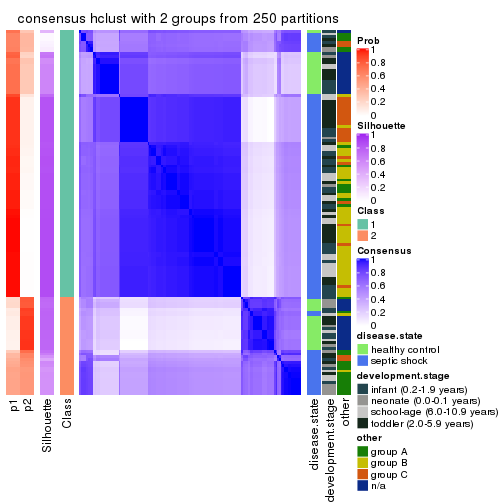 consensus hclust with 2 groups from 250 partitions
Prob
1
0.8
0.6
0.4
0.2
0
Silhouette
1
0.8
0.6
0.4
0.2
0
Class
1
2
Consensus
1
0.8
0.6
0.4
0.2
0
disease.state
healthy control
septic shock
development.stage
infant (0.2-1.9 years)
neonate (0.0-0.1 years)
school-age (6.0-10.9 years)
toddler (2.0-5.9 years)
other
group A
group B
group C
n/a
p1
p2
Silhouette
Class
disease.state
development.stage
other